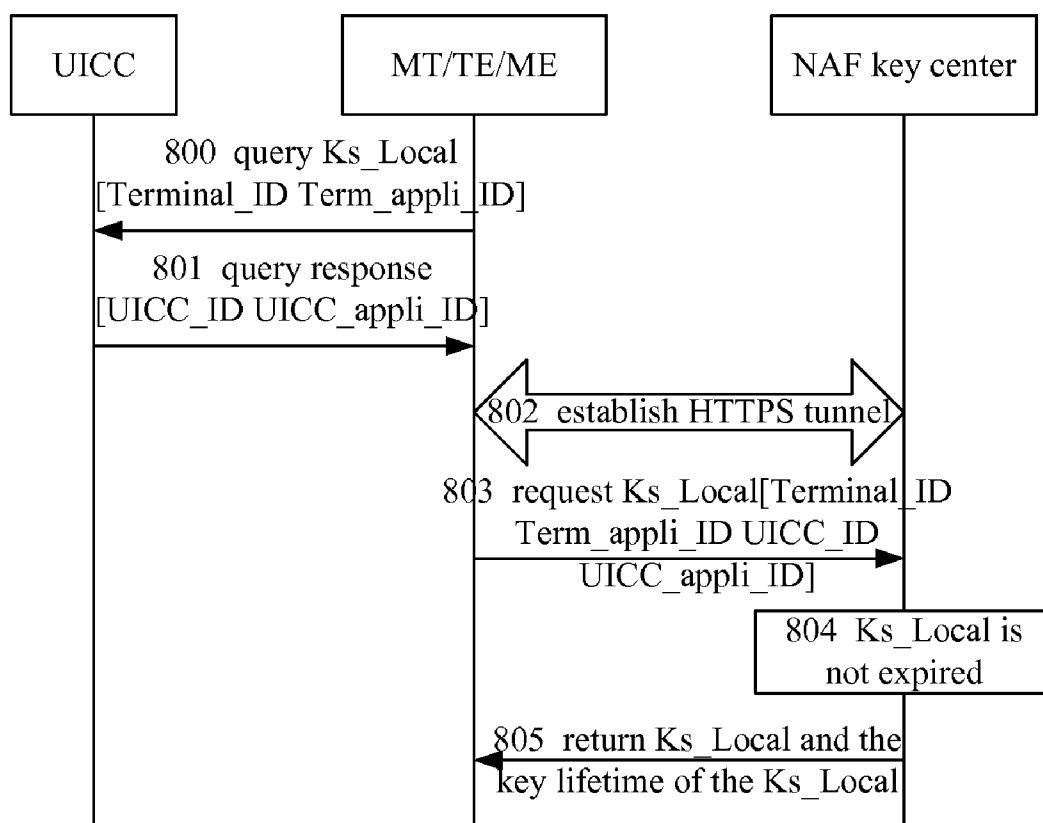 UICC
MT/TE/ME
NAF key center
800 query Ks_Local
[Terminal_ID Term_appli_ID]
801 query response
[UICC_ID UICC_appli_ID]
802 establish HTTPS tunnel
803 request Ks_Local[Terminal_ID
Term_appli_ID UICC_ID
UICC_appli_ID]
804 Ks_Local is
not expired
805 return Ks_Local and the
key lifetime of the Ks_Local